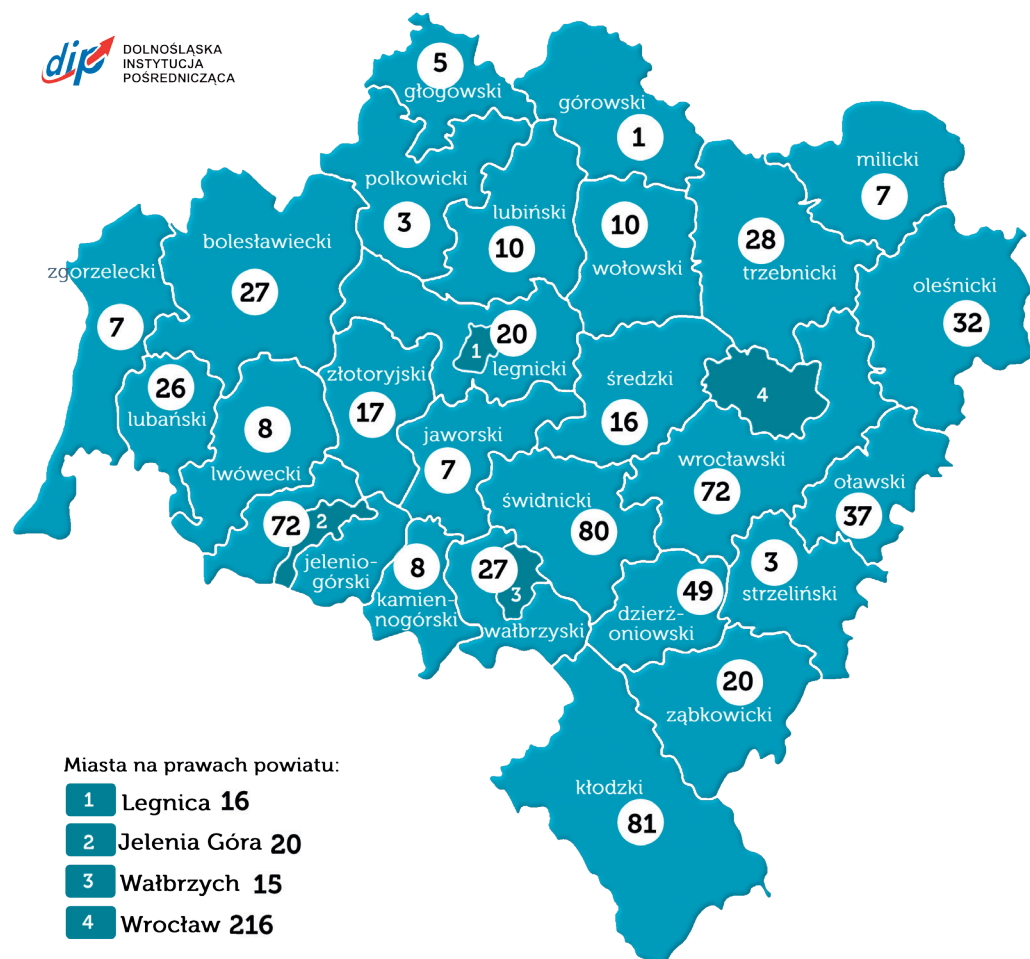 dip
DOLNOŚLĄSKA
INSTYTUCJA
POŚREDNICZĄCA
5
głogowski
górowski
1
milicki
7
polkowicki
3
lubiński
10
10
wołowski
28
trzebnicki
bolesławiecki
27
zgorzelecki
7
oleśnicki
32
20
1
legnicki
złotoryjski
17
średzki
16
4
26
lubański
8
lwówecki
jaworski
7
wrocławski
72
oławski
37
świdnicki
80
72
2
jelenio-
górski
8
kamien-
nogórski
27
3
wałbrzyski
49
dzierż-
oniowski
3
strzeliński
20
ząbkowicki
kłodzki
81
Miasta na prawach powiatu:
1 Legnica 16
2 Jelenia Góra 20
3 Wałbrzych 15
4 Wrocław 216